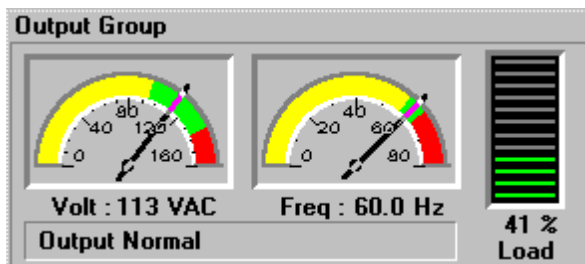 Output Group
0 40 80 120 160
0 20 40 60 80
Volt : 113 VAC
Freq : 60.0 Hz
41 %
Load
Output Normal